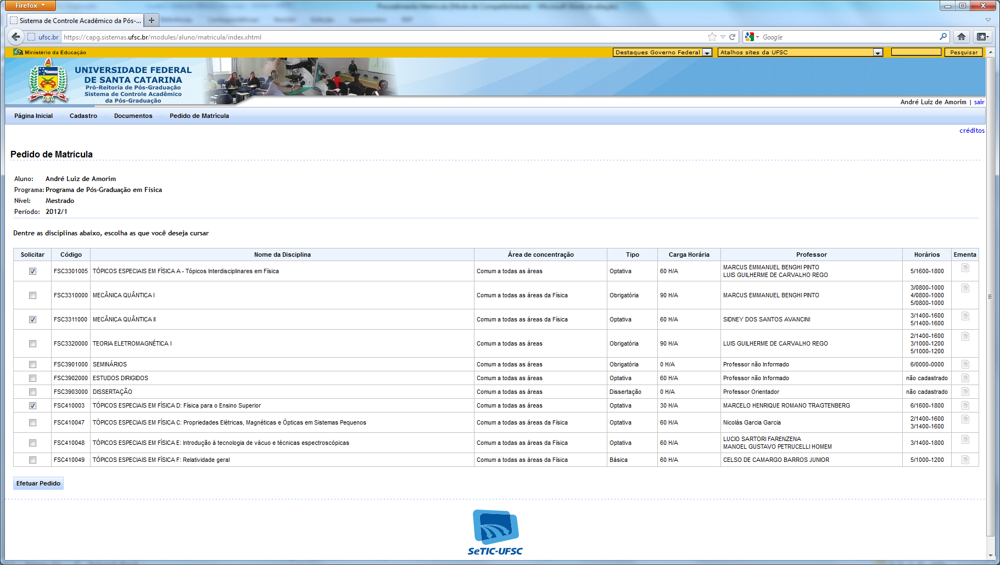 Firefox
Sistema de Controle Acadêmico da Pós-...
ufsc.br https://capg.sistemas.ufsc.br/modules/aluno/matricula/index.xhtml
Google
Ministério da Educação
Destaques Governo Federal
Atalhos sites da UFSC
Pesquisar
UNIVERSIDADE FEDERAL
DE SANTA CATARINA
Pró-Reitoria de Pós-Graduação
Sistema de Controle Acadêmico
da Pós-Graduação
André Luiz de Amorim | sair
Página Inicial Cadastro Documentos Pedido de Matrícula
créditos
Pedido de Matrícula
Aluno: André Luiz de Amorim
Programa: Programa de Pós-Graduação em Física
Nível: Mestrado
Período: 2012/1
Dentre as disciplinas abaixo, escolha as que você deseja cursar
Solicitar Código Nome da Disciplina Área de concentração Tipo Carga Horária Professor Horários Ementa
FSC3301005 TÓPICOS ESPECIAIS EM FÍSICA A - Tópicos Interdisciplinares em Física Comum a todas as áreas Optativa 60 H/A MARCUS EMMANUEL BENGHI PINTO 5/1600-1800
LUIS GUILHERME DE CARVALHO REGO
3/0800-1000
FSC3310000 MECÂNICA QUÂNTICA I Comum a todas as áreas da Física Obrigatória 90 H/A MARCUS EMMANUEL BENGHI PINTO 4/0800-1000
5/0800-1000
FSC3311000 MECÂNICA QUÂNTICA II Comum a todas as áreas da Física Optativa 60 H/A SIDNEY DOS SANTOS AVANCINI 3/1400-1600
5/1400-1600
2/1400-1600
FSC3320000 TEORIA ELETROMAGNÉTICA I Comum a todas as áreas Obrigatória 90 H/A LUIS GUILHERME DE CARVALHO REGO 3/1000-1200
5/1000-1200
FSC3901000 SEMINÁRIOS Comum a todas as áreas Obrigatória 0 H/A Professor não Informado 6/0000-0000
FSC3902000 ESTUDOS DIRIGIDOS Comum a todas as áreas Optativa 60 H/A Professor não Informado não cadastrado
FSC3903000 DISSERTAÇÃO Comum a todas as áreas Dissertação 0 H/A Professor Orientador não cadastrado
FSC410003 TÓPICOS ESPECIAIS EM FÍSICA D: Física para o Ensino Superior Comum a todas as áreas Optativa 30 H/A MARCELO HENRIQUE ROMANO TRAGTENBERG 6/1600-1800
FSC410047 TÓPICOS ESPECIAIS EM FÍSICA C: Propriedades Elétricas, Magnéticas e Ópticas em Sistemas Pequenos Comum a todas as áreas da Física Optativa 60 H/A Nicolás Garcia Garcia 2/1400-1600
3/1400-1600
FSC410048 TÓPICOS ESPECIAIS EM FÍSICA E: Introdução à tecnologia de vácuo e técnicas espectroscópicas Comum a todas as áreas da Física Optativa 60 H/A LUCIO SARTORI FARENZENA 3/1400-1800
MANOEL GUSTAVO PETRUCELLI HOMEM
FSC410049 TÓPICOS ESPECIAIS EM FÍSICA F: Relatividade geral Comum a todas as áreas da Física Básica 60 H/A CELSO DE CAMARGO BARROS JUNIOR 5/1000-1200
Efetuar Pedido
SeTIC-UFSC